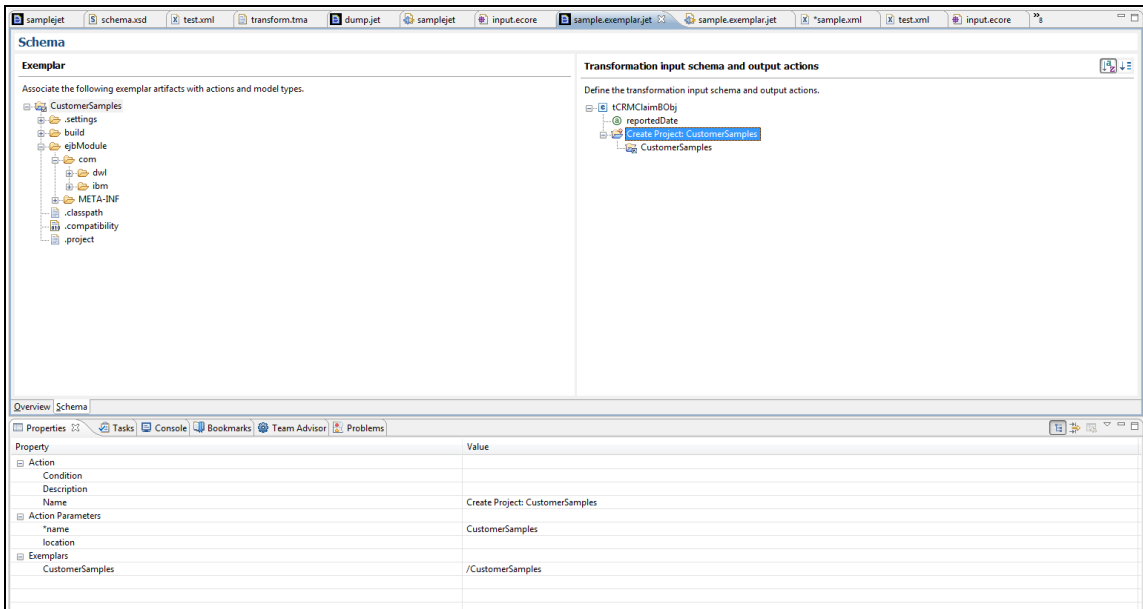 samplejet schema.xsd test.xml transform.tma dump.jet samplejet input.ecore sample.exemplar.jet sample.exemplar.jet *sample.xml test.xml input.ecore »8
Schema
Exemplar
Associate the following exemplar artifacts with actions and model types.
CustomerSamples
.settings
build
ejbModule
com
dwl
ibm
META-INF
.classpath
.compatibility
.project
Transformation input schema and output actions
Define the transformation input schema and output actions.
tCRMClaimBObj
reportedDate
Create Project: CustomerSamples
CustomerSamples
Overview Schema
Properties Tasks Console Bookmarks Team Advisor Problems
Property Value
Action
Condition
Description
Name Create Project: CustomerSamples
Action Parameters
*name CustomerSamples
location
Exemplars
CustomerSamples /CustomerSamples